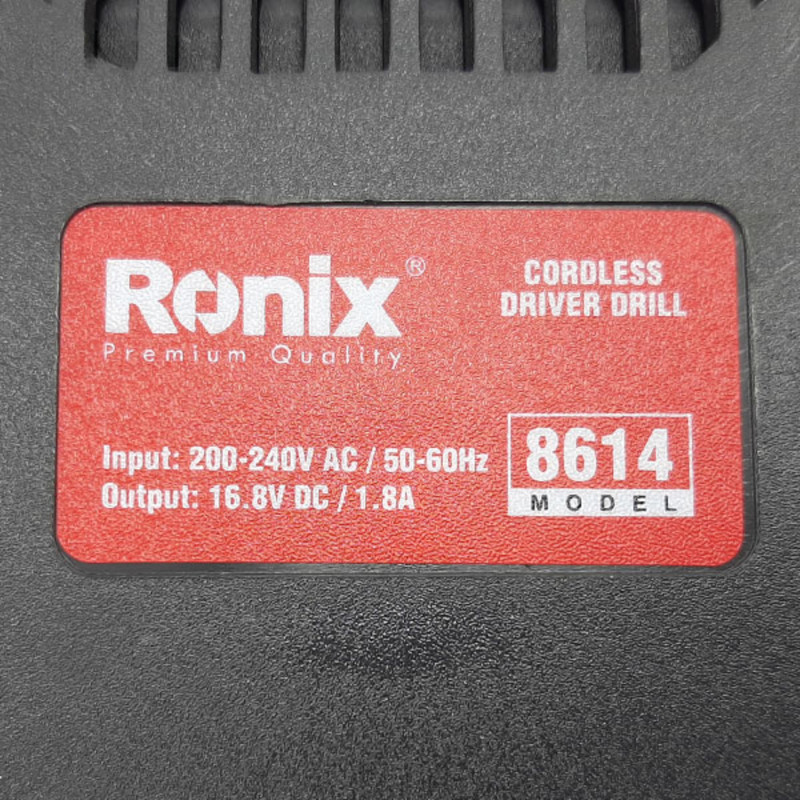 Ronix®
Premium Quality
CORDLESS
DRIVER DRILL
Input: 200-240V AC / 50-60Hz
Output: 16.8V DC / 1.8A
8614
MODEL